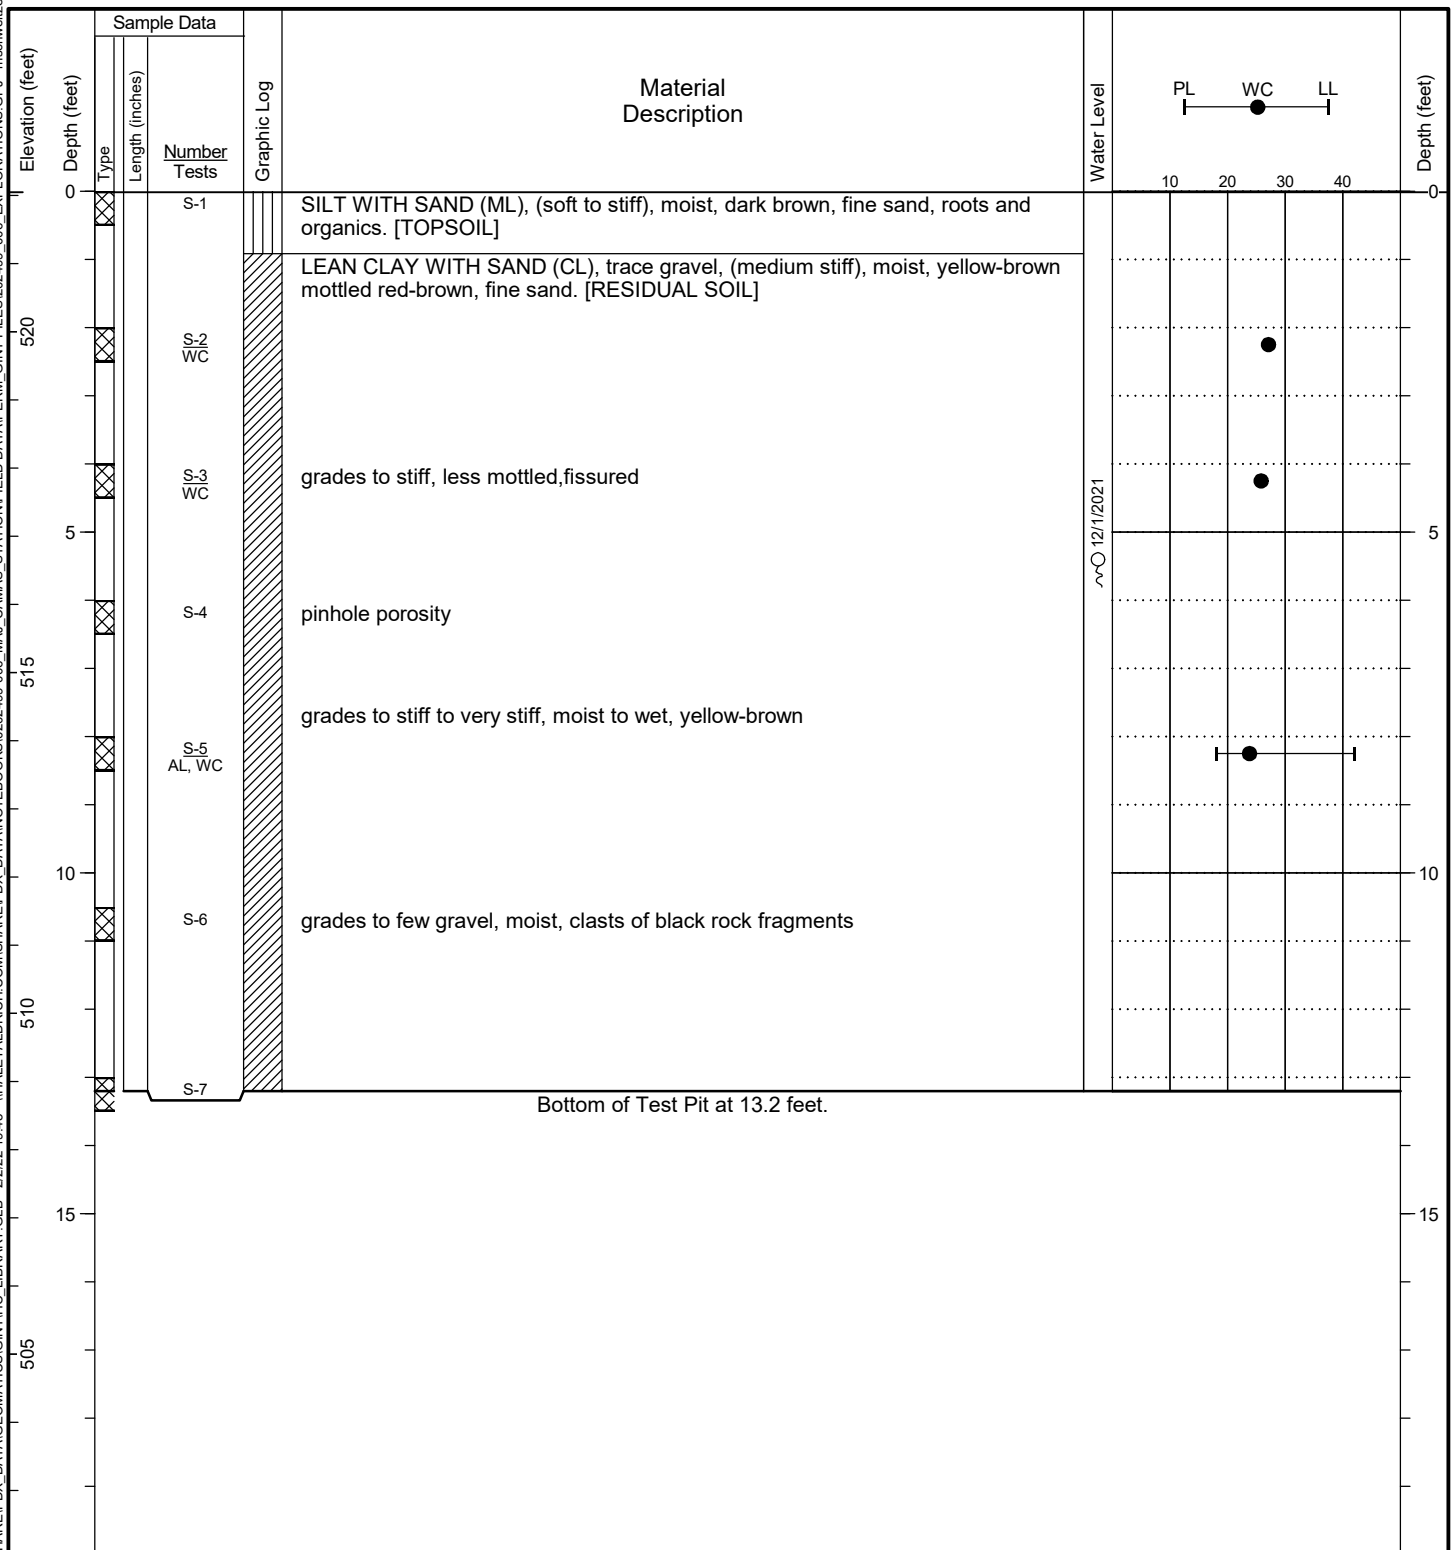 Sample Data
Elevation (feet)
Depth (feet)
Type
Length (inches)
Number
Tests
Graphic Log
Material
Description
Water Level
PL WC LL
Depth (feet)
10 20 30 40
0 0
S-1
SILT WITH SAND (ML), (soft to stiff), moist, dark brown, fine sand, roots and
organics. [TOPSOIL]
LEAN CLAY WITH SAND (CL), trace gravel, (medium stiff), moist, yellow-brown
mottled red-brown, fine sand. [RESIDUAL SOIL]
520
S-2
WC
S-3
WC
grades to stiff, less mottled,fissured
12/1/2021
5 5
S-4
pinhole porosity
515
grades to stiff to very stiff, moist to wet, yellow-brown
S-5
AL, WC
10 10
S-6
grades to few gravel, moist, clasts of black rock fragments
510
S-7
Bottom of Test Pit at 13.2 feet.
15 15
505